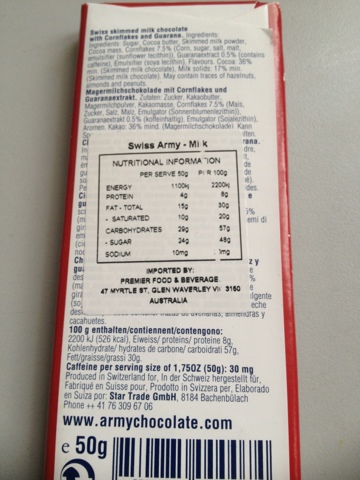 Swiss skimmed milk chocolate
with Cornflakes and Guarana. Ingredients:
Ingredients: Sugar, Cocoa butter, Skimmed milk powder,
Cocoa mass, Cornflakes 7.5% (Corn, sugar, salt, malt,
emulsifier (sunflower lecithin)), Guaranaextract 0.5% (contains
caffeine), Emulsifier (soya lecithin), Flavours. Cocoa: 36%
min. (Skimmed milk chocolate). Milk solids: 17% min.
(Skimmed milk chocolate). May contain traces of hazelnuts,
almonds and peanuts.
Magermilchschokolade mit Cornflakes und
Guaranaextrakt. Zutaten: Zucker, Kakaobutter,
Magermilchpulver, Kakaomasse, Cornflakes 7.5% (Mais,
Zucker, Salz, Malz, Emulgator (Sonnenblumenlezithin)),
Guaranaextrakt 0.5% (koffeinhaltig), Emulgator (Sojalezithin),
Aromen. Kakao: 36% mind. (Magermilchschokolade). Kann
Swiss Army - Milk
NUTRITIONAL INFORMATION
PER SERVE 50g PER 100g
ENERGY 1100kj 2200kj
PROTEIN 4g 8g
FAT - TOTAL 15g 30g
- SATURATED 10g 20g
CARBOHYDRATES 29g 57g
- SUGAR 24g 48g
SODIUM 10mg
IMPORTED BY:
PREMIER FOOD & BEVERAGE
47 MYRTLE ST, GLEN WAVERLEY VIC 3150
AUSTRALIA
cacahuetes.
100 g enthalten/contiennent/contengono:
2200 kJ (526 kcal), Eiweiss/ proteins/ proteine 8g,
Kohlenhydrate/ hydrates de carbone/ carboidrati 57g,
Fett/graisse/grassi 30g.
Caffeine per serving size of 1,75OZ (50g): 30 mg
Produced in Switzerland for, In der Schweiz hergestellt für,
Fabriqué en Suisse pour, Prodotto in Svizzera per, Elaborado
en Suiza por: Star Trade GmbH, 8184 Bachenbülach
Phone ++ 41 76 309 67 06
www.armychocolate.com
e 50g